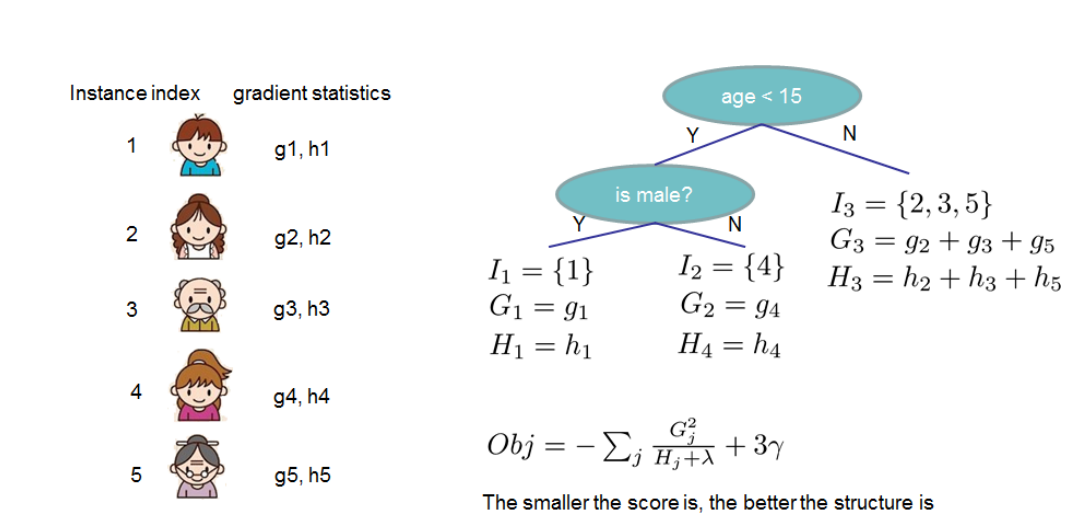 Instance index gradient statistics
1 g1, h1
2 g2, h2
3 g3, h3
4 g4, h4
5 g5, h5
age < 15
Y N
is male?
Y N
I₁ = {1}
G₁ = g₁
H₁ = h₁
I₂ = {4}
G₂ = g₄
H₄ = h₄
I₃ = {2, 3, 5}
G₃ = g₂ + g₃ + g₅
H₃ = h₂ + h₃ + h₅
Obj = − ∑ⱼ Gⱼ² / (Hⱼ+λ) + 3γ
The smaller the score is, the better the structure is